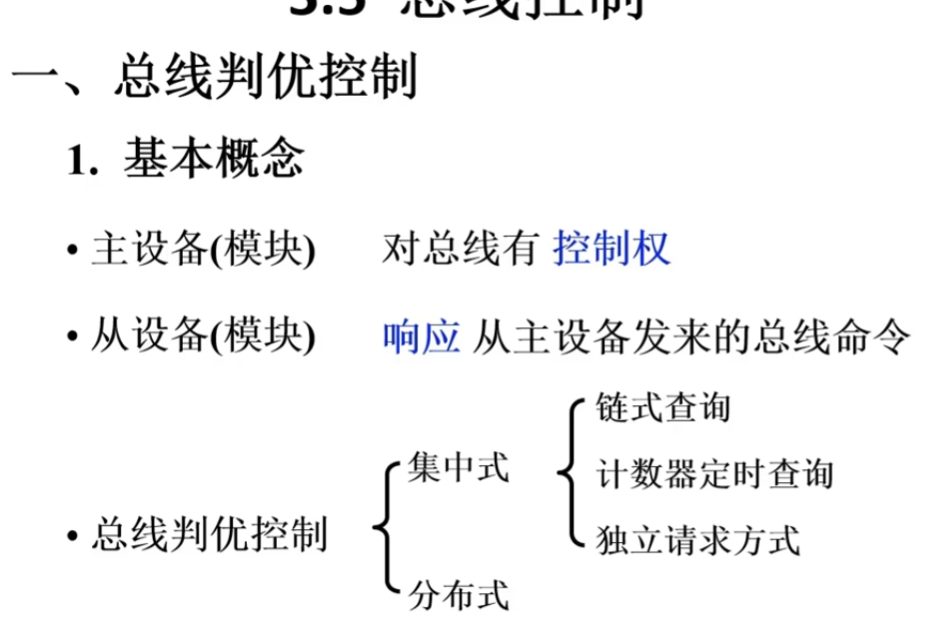 3.5 总线控制
一、总线判优控制
1. 基本概念
• 主设备(模块) 对总线有 控制权
• 从设备(模块) 响应 从主设备发来的总线命令
链式查询
集中式
计数器定时查询
• 总线判优控制
独立请求方式
分布式